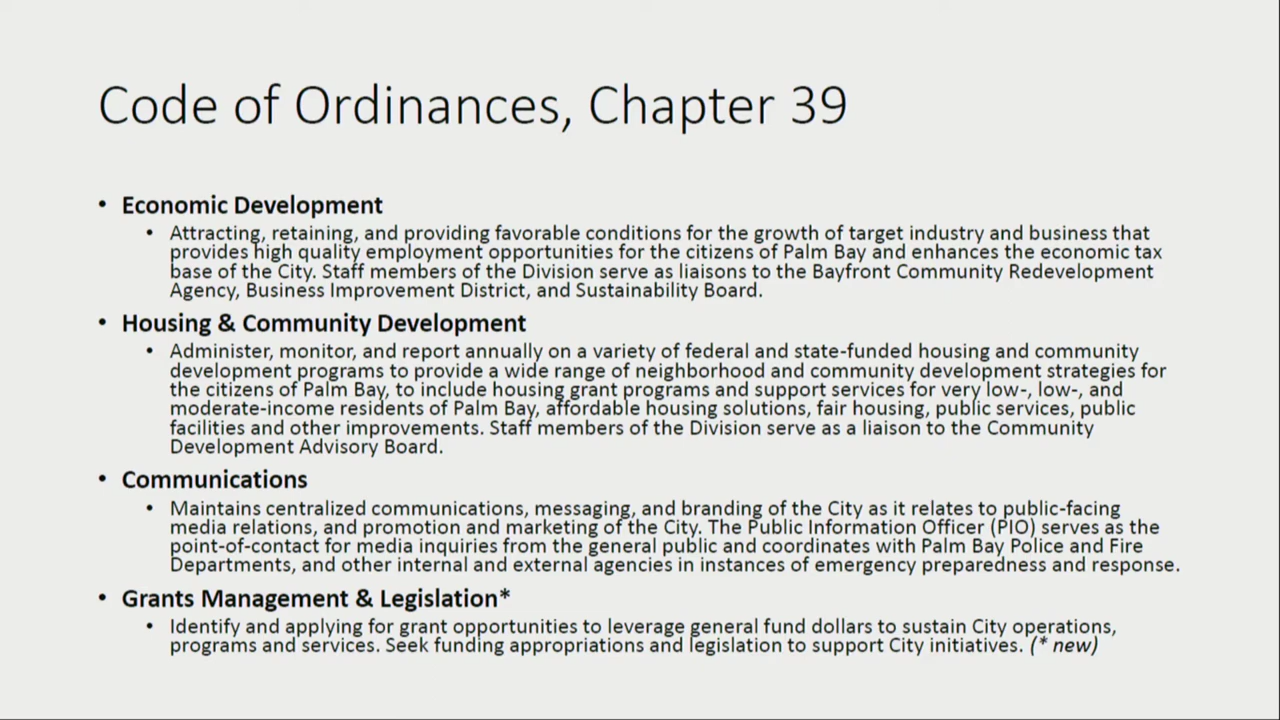 Code of Ordinances, Chapter 39
• Economic Development
• Attracting, retaining, and providing favorable conditions for the growth of target industry and business that
provides high quality employment opportunities for the citizens of Palm Bay and enhances the economic tax
base of the City. Staff members of the Division serve as liaisons to the Bayfront Community Redevelopment
Agency, Business Improvement District, and Sustainability Board.
• Housing & Community Development
• Administer, monitor, and report annually on a variety of federal and state-funded housing and community
development programs to provide a wide range of neighborhood and community development strategies for
the citizens of Palm Bay, to include housing grant programs and support services for very low-, low-, and
moderate-income residents of Palm Bay, affordable housing solutions, fair housing, public services, public
facilities and other improvements. Staff members of the Division serve as a liaison to the Community
Development Advisory Board.
• Communications
• Maintains centralized communications, messaging, and branding of the City as it relates to public-facing
media relations, and promotion and marketing of the City. The Public Information Officer (PIO) serves as the
point-of-contact for media inquiries from the general public and coordinates with Palm Bay Police and Fire
Departments, and other internal and external agencies in instances of emergency preparedness and response.
• Grants Management & Legislation*
• Identify and applying for grant opportunities to leverage general fund dollars to sustain City operations,
programs and services. Seek funding appropriations and legislation to support City initiatives. (* new)